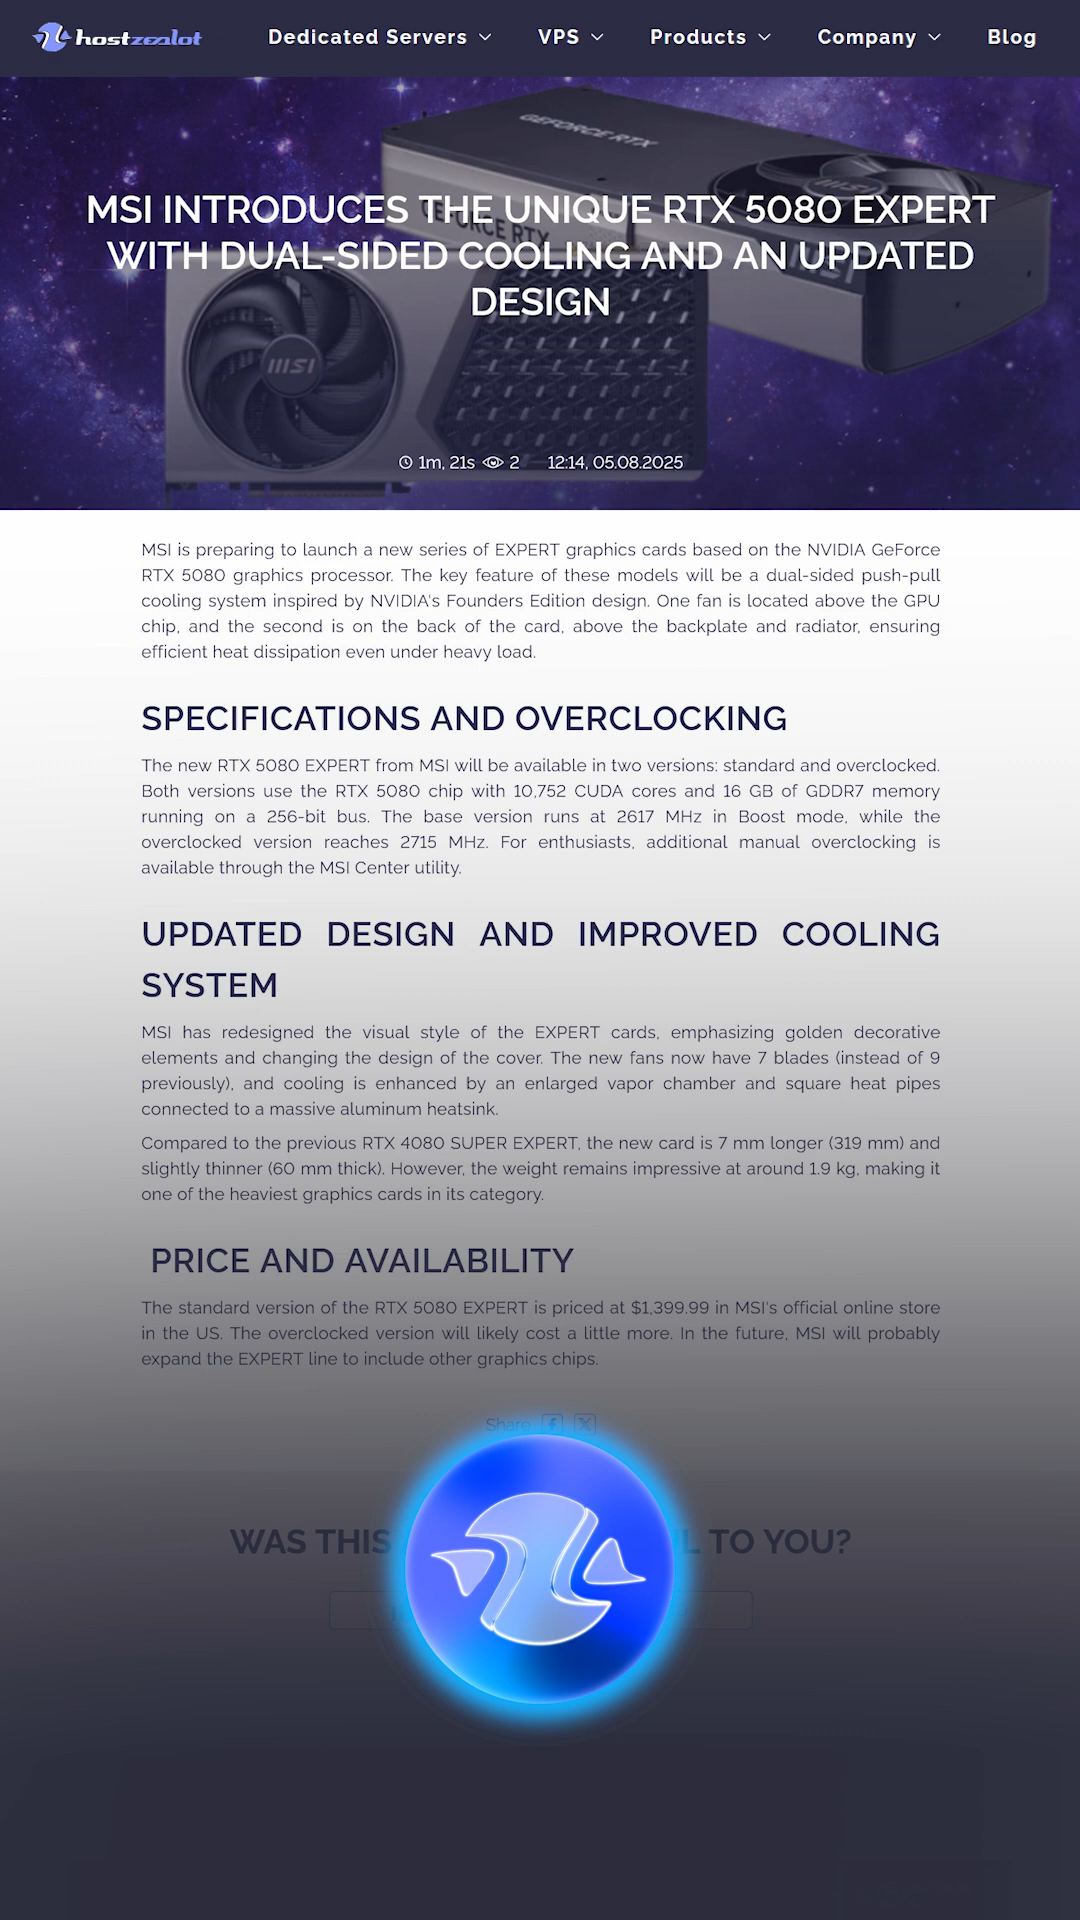 hostzealot
Dedicated Servers
VPS
Products
Company
Blog
GEFORCE RTX
MSI INTRODUCES THE UNIQUE RTX 5080 EXPERT
WITH DUAL-SIDED COOLING AND AN UPDATED
DESIGN
GEFORCE RTX
msi
msi
1m, 21s 2 12:14, 05.08.2025
MSI is preparing to launch a new series of EXPERT graphics cards based on the NVIDIA GeForce
RTX 5080 graphics processor. The key feature of these models will be a dual-sided push-pull
cooling system inspired by NVIDIA's Founders Edition design. One fan is located above the GPU
chip, and the second is on the back of the card, above the backplate and radiator, ensuring
efficient heat dissipation even under heavy load.
SPECIFICATIONS AND OVERCLOCKING
The new RTX 5080 EXPERT from MSI will be available in two versions: standard and overclocked.
Both versions use the RTX 5080 chip with 10,752 CUDA cores and 16 GB of GDDR7 memory
running on a 256-bit bus. The base version runs at 2617 MHz in Boost mode, while the
overclocked version reaches 2715 MHz. For enthusiasts, additional manual overclocking is
available through the MSI Center utility.
UPDATED DESIGN AND IMPROVED COOLING
SYSTEM
MSI has redesigned the visual style of the EXPERT cards, emphasizing golden decorative
elements and changing the design of the cover. The new fans now have 7 blades (instead of 9
previously), and cooling is enhanced by an enlarged vapor chamber and square heat pipes
connected to a massive aluminum heatsink.
Compared to the previous RTX 4080 SUPER EXPERT, the new card is 7 mm longer (319 mm) and
slightly thinner (60 mm thick). However, the weight remains impressive at around 1.9 kg, making it
one of the heaviest graphics cards in its category.
PRICE AND AVAILABILITY
The standard version of the RTX 5080 EXPERT is priced at $1,399.99 in MSI's official online store
in the US. The overclocked version will likely cost a little more. In the future, MSI will probably
expand the EXPERT line to include other graphics chips.
Share
WAS THIS TO YOU?